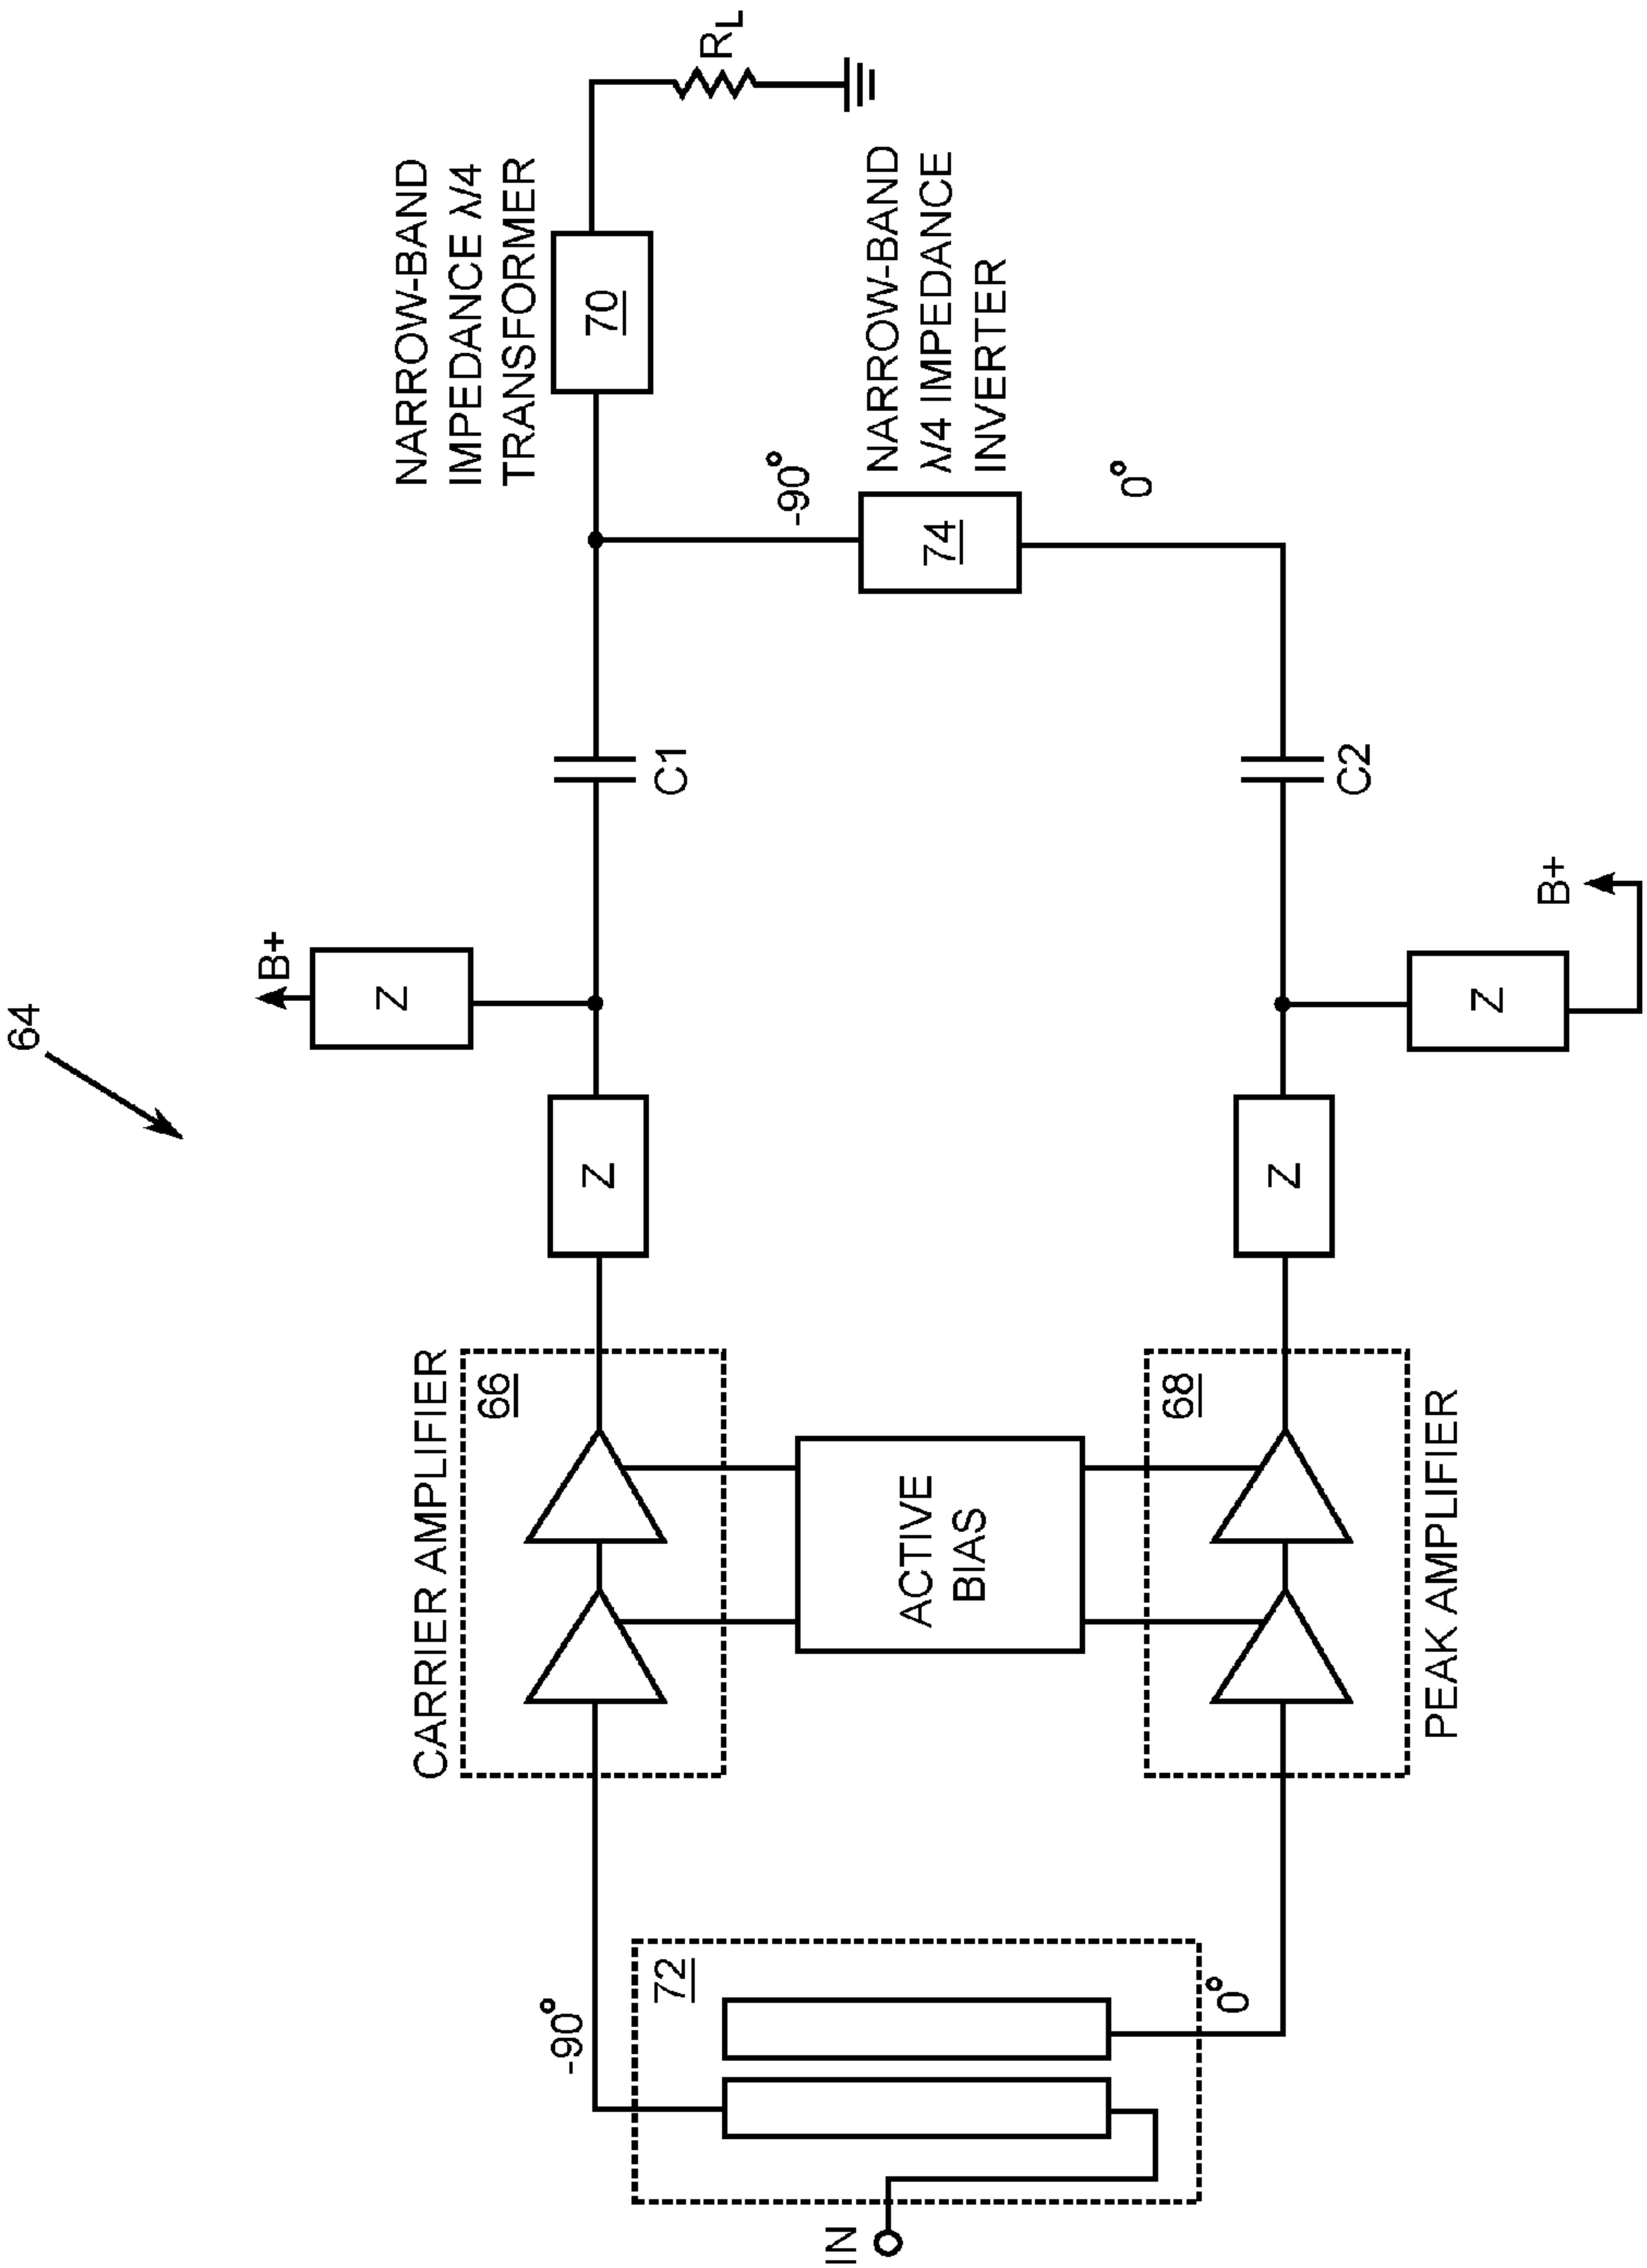 64
B+
Z
NARROW-BAND
IMPEDANCE λ/4
TRANSFORMER
CARRIER AMPLIFIER
66
-90°
Z
C1
70
RL
72
ACTIVE
BIAS
-90°
74
NARROW-BAND
λ/4 IMPEDANCE
INVERTER
IN
0°
68
0°
Z
C2
PEAK AMPLIFIER
Z
B+